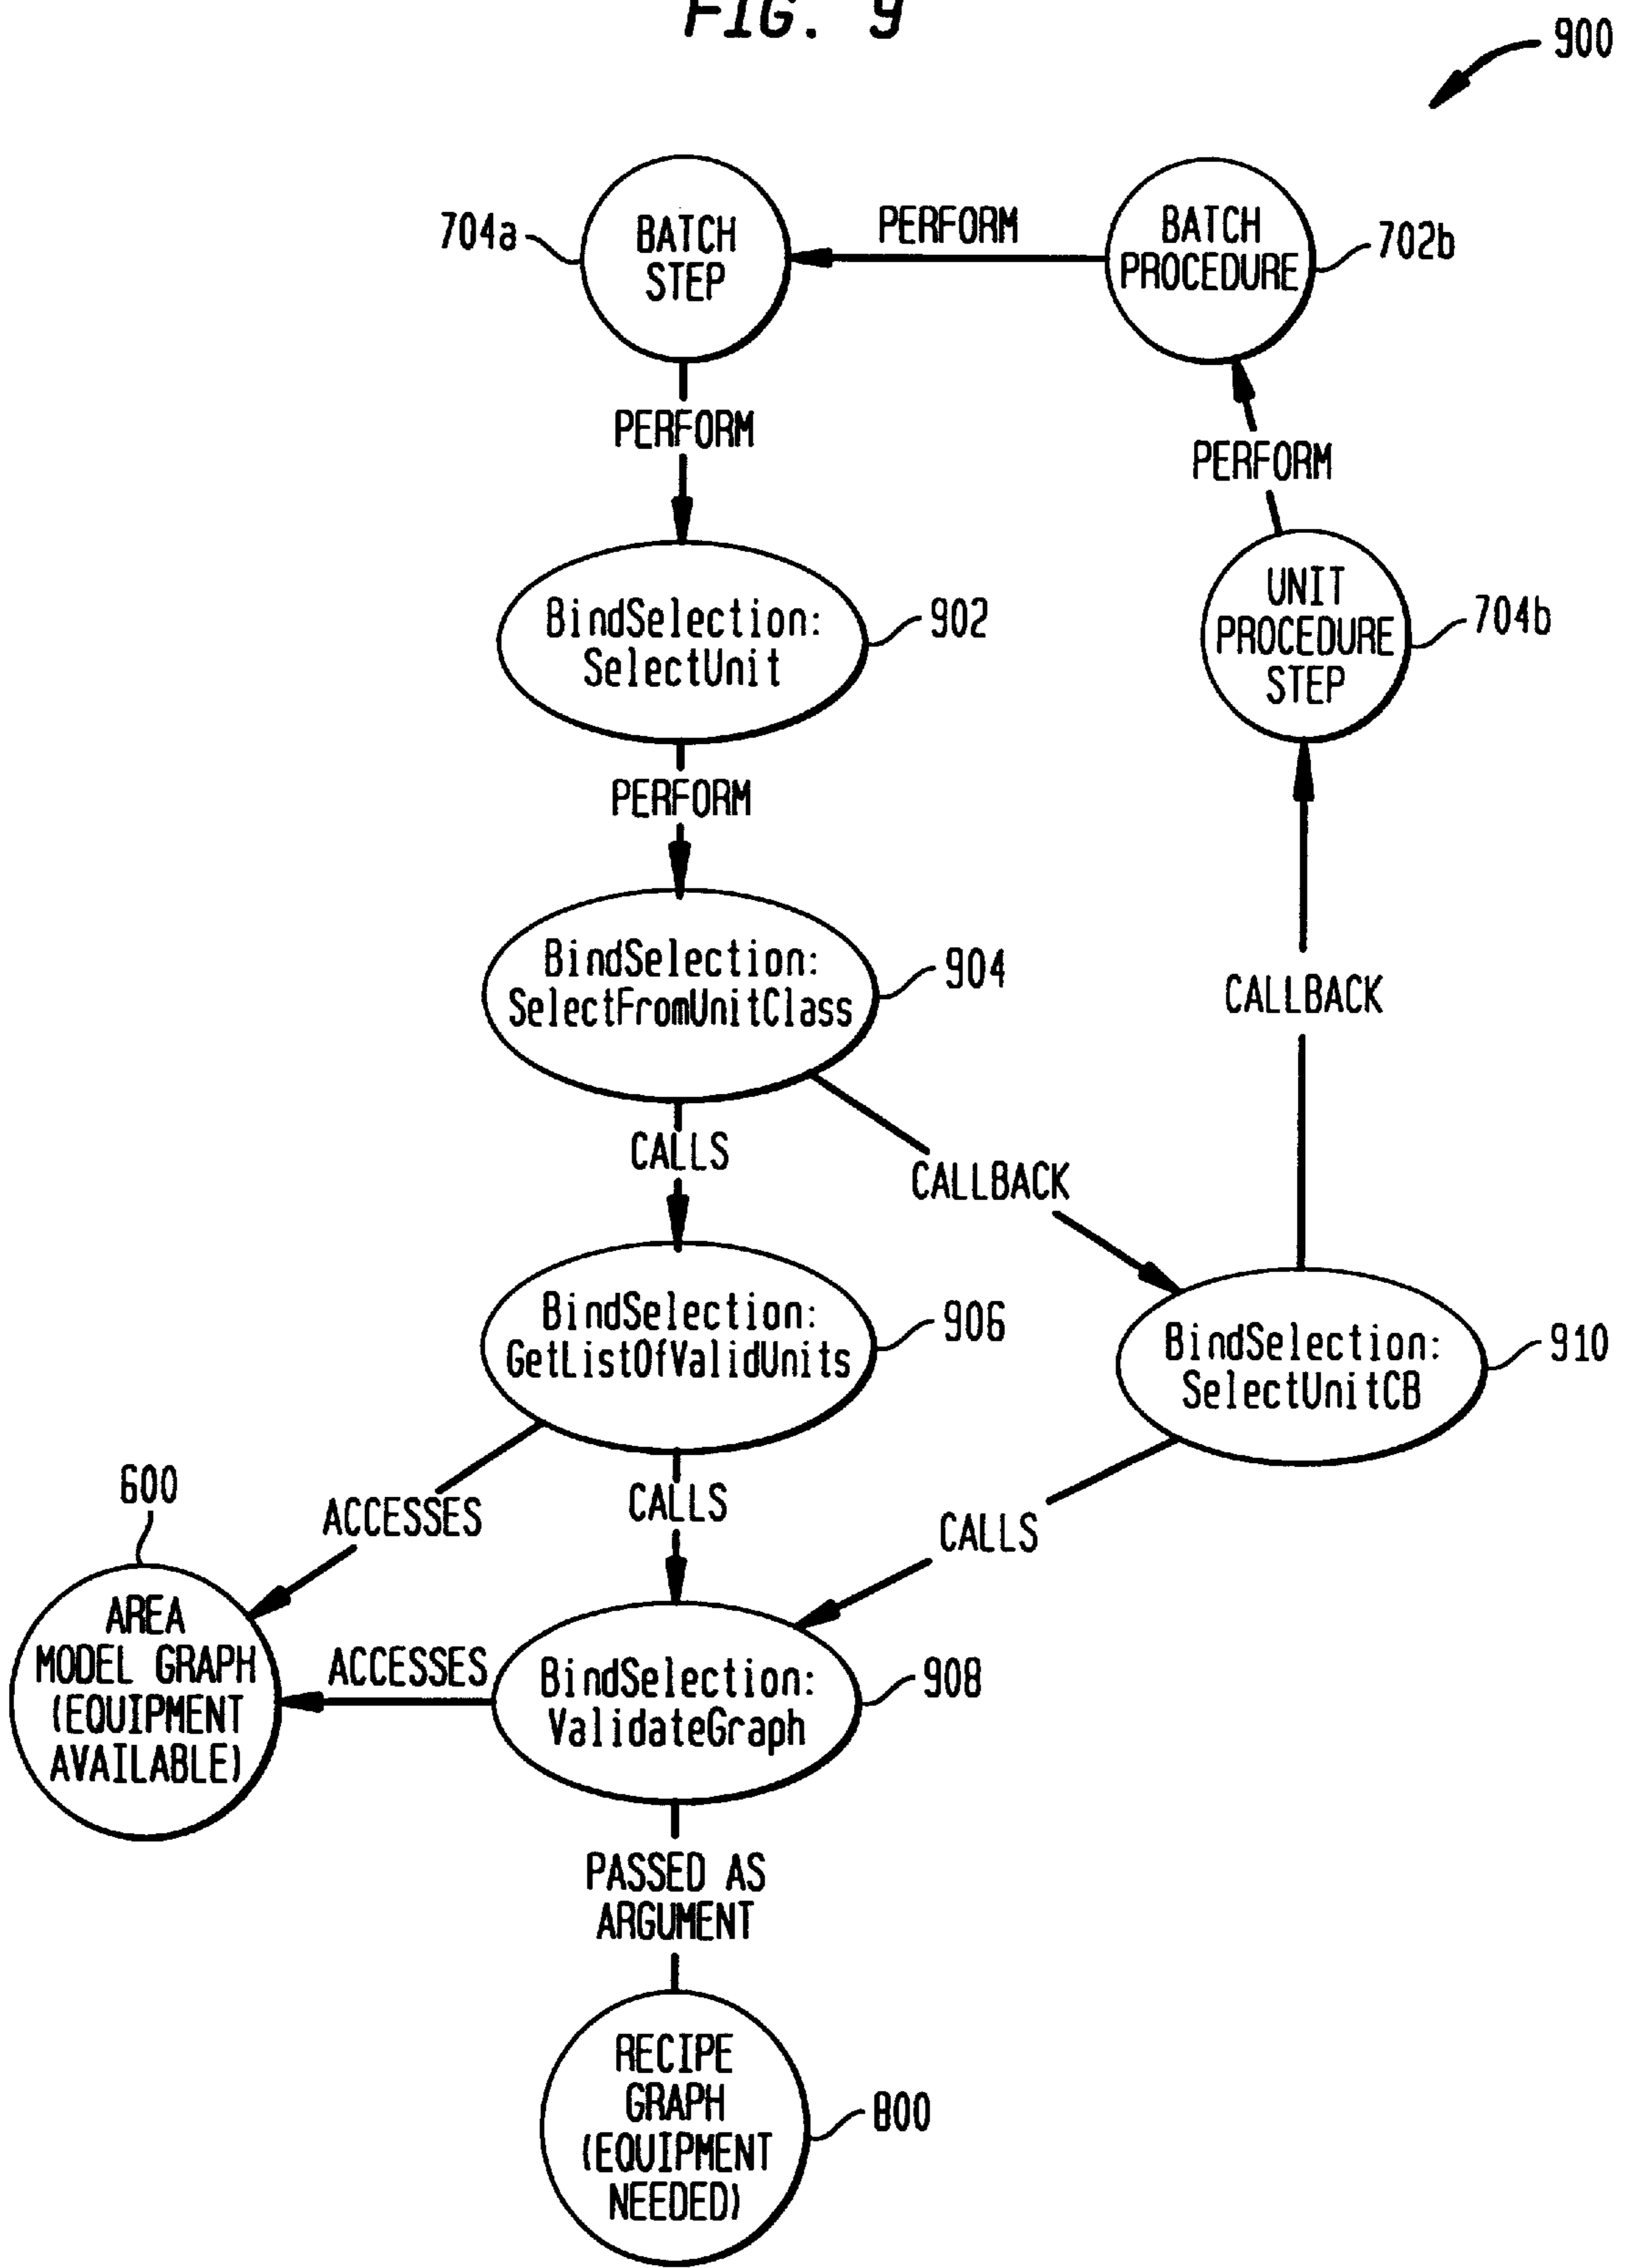 FIG. 9
900
704a
BATCH
STEP
PERFORM
BATCH
PROCEDURE
702b
PERFORM
PERFORM
BindSelection:
SelectUnit
902
UNIT
PROCEDURE
STEP
704b
PERFORM
BindSelection:
SelectFromUnitClass
904
CALLBACK
CALLS
CALLBACK
BindSelection:
GetListOfValidUnits
906
BindSelection:
SelectUnitCB
910
600
ACCESSES
CALLS
CALLS
AREA
MODEL GRAPH
(EQUIPMENT
AVAILABLE)
ACCESSES
BindSelection:
ValidateGraph
908
PASSED AS
ARGUMENT
RECIPE
GRAPH
(EQUIPMENT
NEEDED)
800